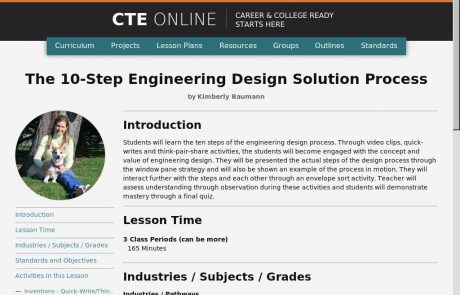 CTE ONLINE
CAREER & COLLEGE READY
STARTS HERE
Curriculum Projects Lesson Plans Resources Groups Outlines Standards
The 10-Step Engineering Design Solution Process
by Kimberly Baumann
Introduction
Students will learn the ten steps of the engineering design process. Through video clips, quick-
writes and think-pair-share activities, the students will become engaged with the concept and
value of engineering design. They will be presented the actual steps of the design process through
the window pane strategy and will also be shown an example of the process in motion. They will
interact further with the steps and each other through an envelope sort activity. Teacher will
assess understanding through observation during these activities and students will demonstrate
mastery through a final quiz.
Introduction
Lesson Time
Industries / Subjects / Grades
Standards and Objectives
Activities in this Lesson
— Inventions - Quick-Write/Thin..
Lesson Time
3 Class Periods (can be more)
165 Minutes
Industries / Subjects / Grades
Industries / Pathways